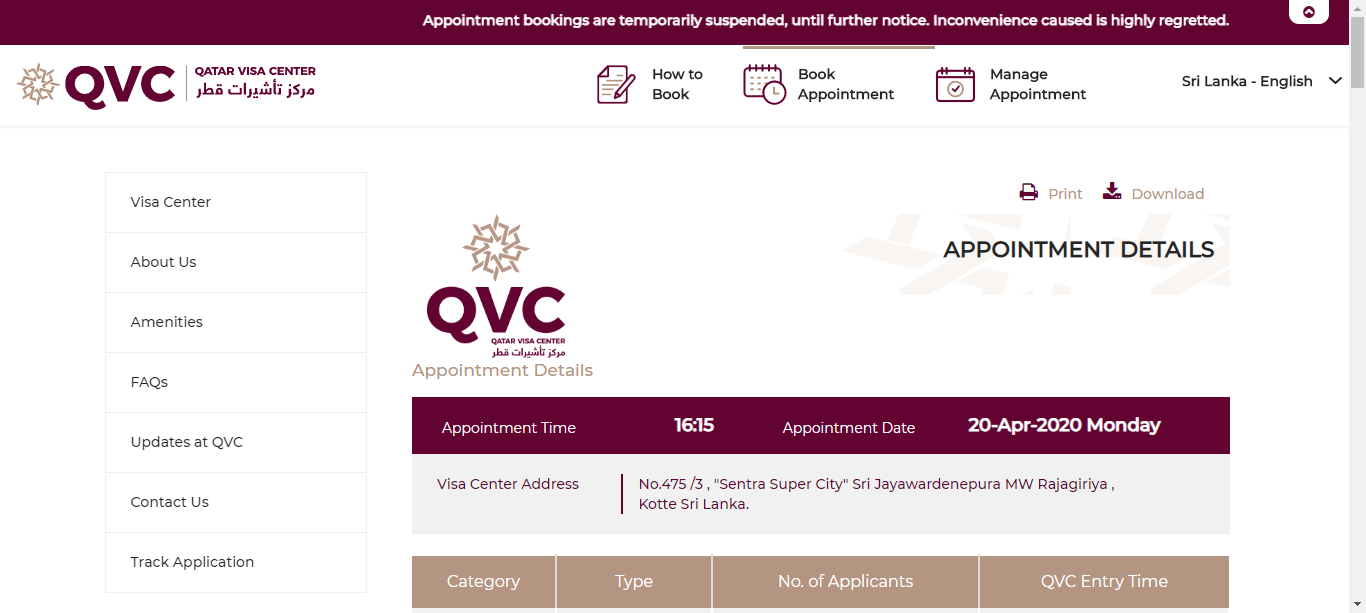 Appointment bookings are temporarily suspended, until further notice. Inconvenience caused is highly regretted.
QVC
QATAR VISA CENTER
مركز تأشيرات قطر
How to
Book
Book
Appointment
Manage
Appointment
Sri Lanka - English
Visa Center
About Us
Amenities
FAQs
Updates at QVC
Contact Us
Track Application
Print
Download
QVC
QATAR VISA CENTER
مركز تأشيرات قطر
APPOINTMENT DETAILS
Appointment Details
Appointment Time 16:15 Appointment Date 20-Apr-2020 Monday
Visa Center Address
No.475 /3 , "Sentra Super City" Sri Jayawardenepura MW Rajagiriya ,
Kotte Sri Lanka.
Category Type No. of Applicants QVC Entry Time